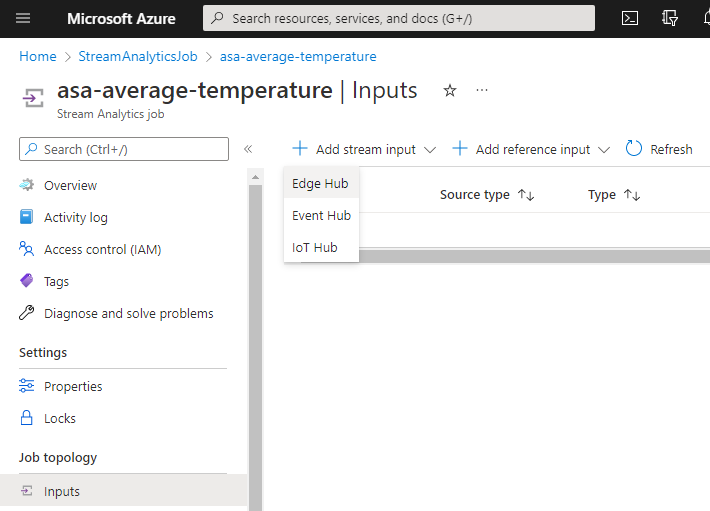 Microsoft Azure
Search resources, services, and docs (G+/)
Home > StreamAnalyticsJob > asa-average-temperature
asa-average-temperature | Inputs
Stream Analytics job
Search (Ctrl+/)
Add stream input
Add reference input
Refresh
Edge Hub
Event Hub
IoT Hub
Source type
Type
Overview
Activity log
Access control (IAM)
Tags
Diagnose and solve problems
Settings
Properties
Locks
Job topology
Inputs